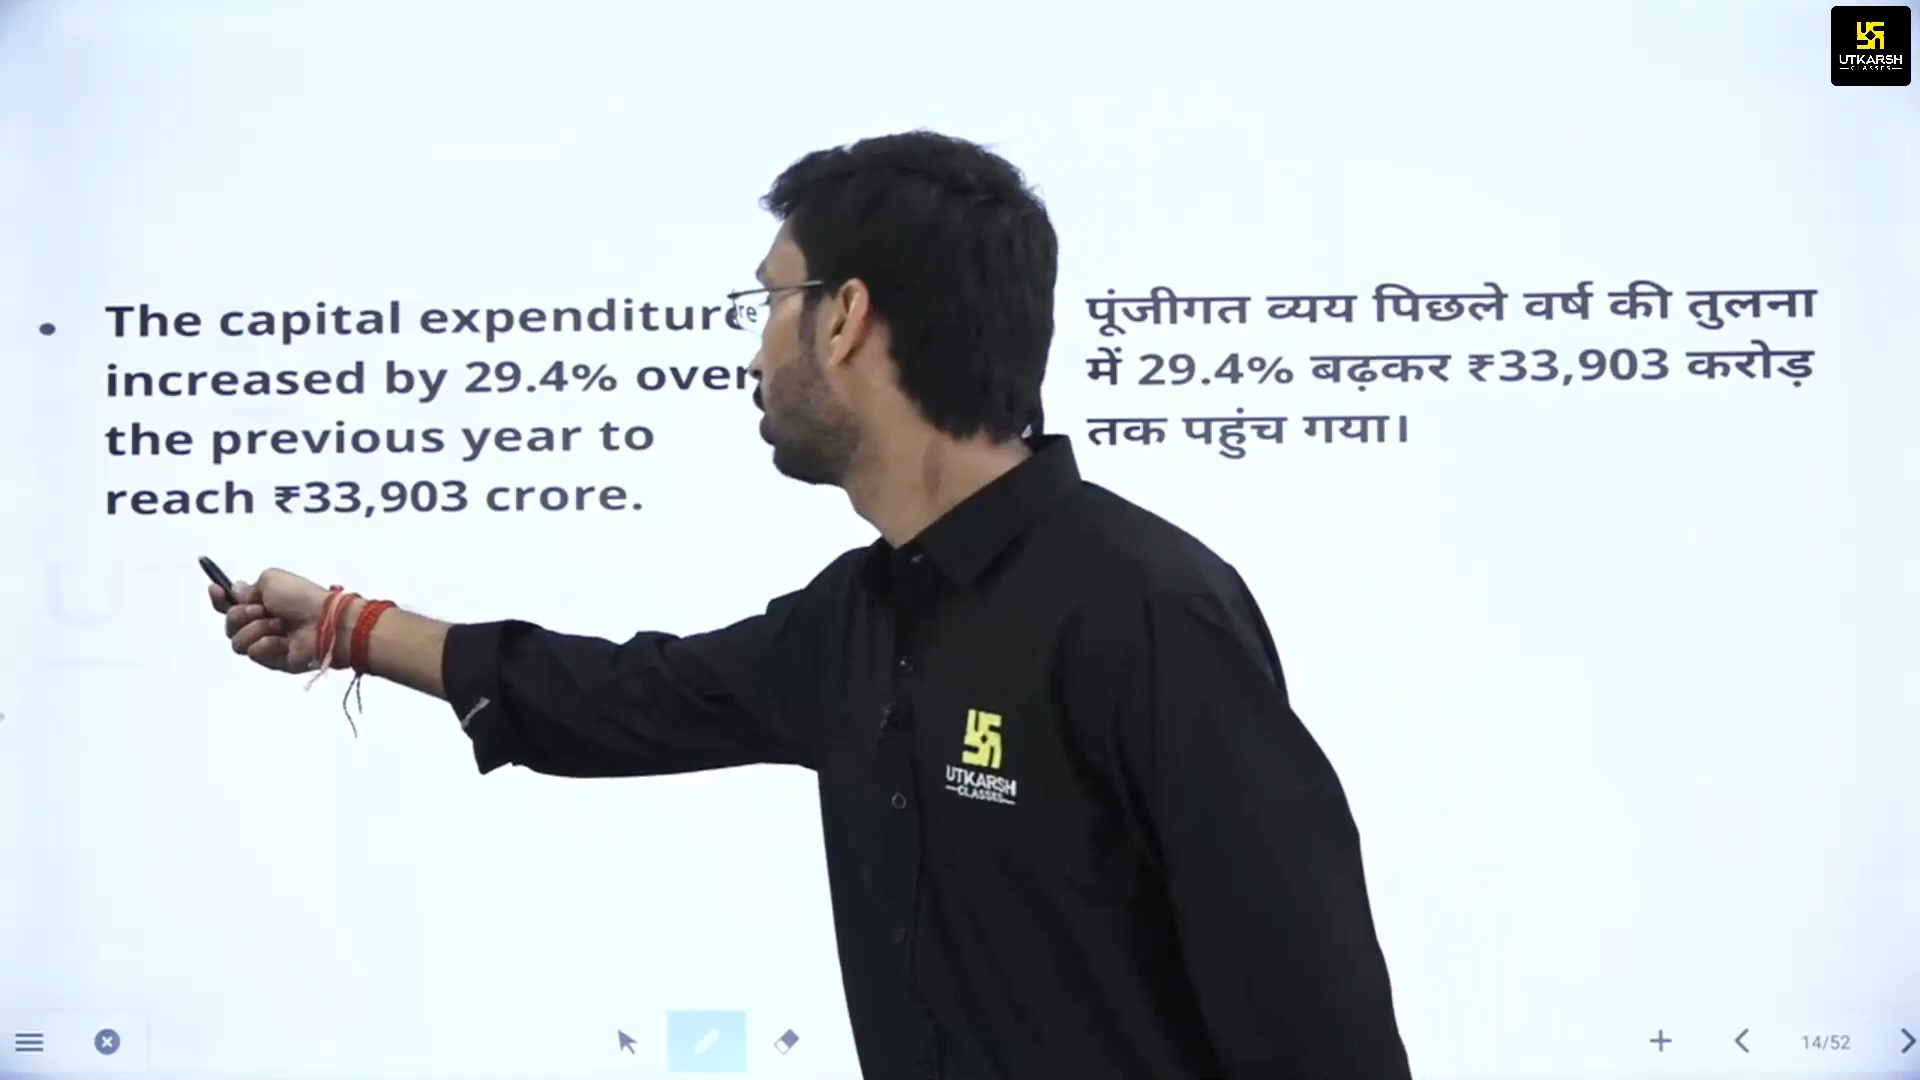 UTKARSH
CLASSES
The capital expenditure
increased by 29.4% over
the previous year to
reach ₹33,903 crore.
पूंजीगत व्यय पिछले वर्ष की तुलना
में 29.4% बढ़कर ₹33,903 करोड़
तक पहुंच गया।
UTKARSH
CLASSES
14/52